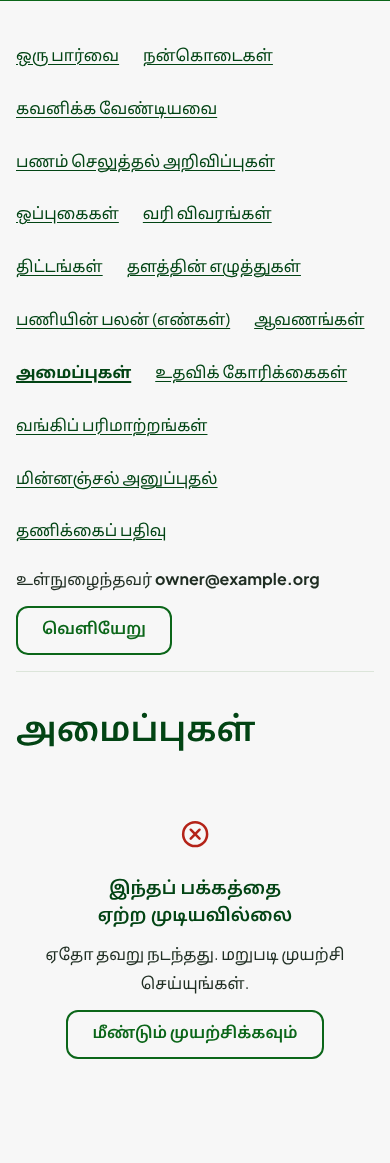 ஒரு பார்வை நன்கொடைகள்
கவனிக்க வேண்டியவை
பணம் செலுத்தல் அறிவிப்புகள்
ஒப்புகைகள் வரி விவரங்கள்
திட்டங்கள் தளத்தின் எழுத்துகள்
பணியின் பலன் (எண்கள்) ஆவணங்கள்
அமைப்புகள் உதவிக் கோரிக்கைகள்
வங்கிப் பரிமாற்றங்கள்
மின்னஞ்சல் அனுப்புதல்
தணிக்கைப் பதிவு
உள்நுழைந்தவர் owner@example.org
வெளியேறு
அமைப்புகள்
இந்தப் பக்கத்தை
ஏற்ற முடியவில்லை
ஏதோ தவறு நடந்தது. மறுபடி முயற்சி
செய்யுங்கள்.
மீண்டும் முயற்சிக்கவும்